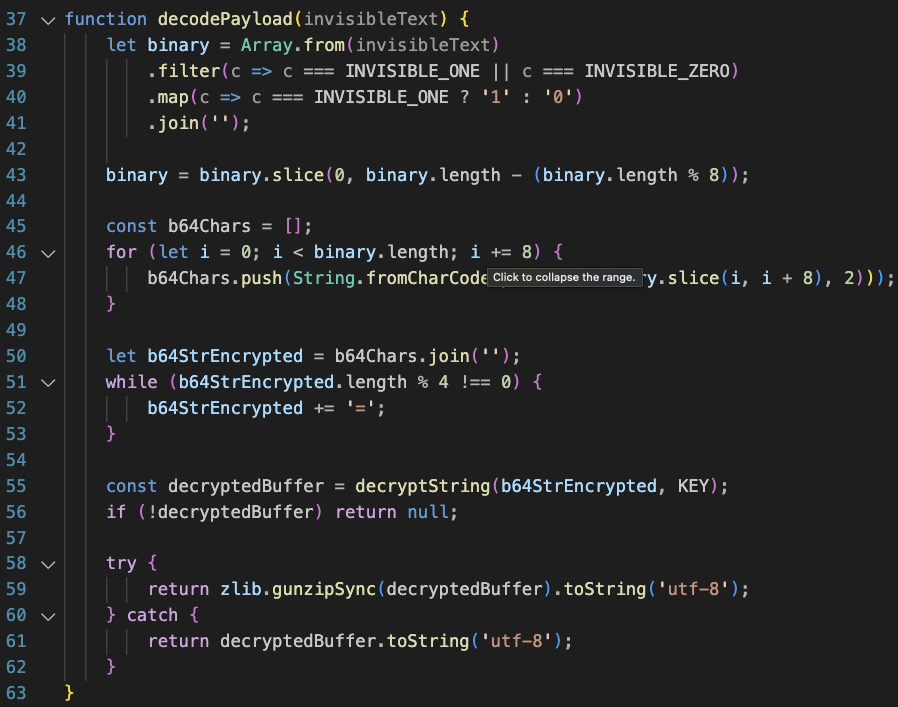 37 function decodePayload(invisibleText) {
38 let binary = Array.from(invisibleText)
39 .filter(c => c === INVISIBLE_ONE || c === INVISIBLE_ZERO)
40 .map(c => c === INVISIBLE_ONE ? '1' : '0')
41 .join('');
42
43 binary = binary.slice(0, binary.length - (binary.length % 8));
44
45 const b64Chars = [];
46 for (let i = 0; i < binary.length; i += 8) {
47 b64Chars.push(String.fromCharCode Click to collapse the range. y.slice(i, i + 8), 2)));
48 }
49
50 let b64StrEncrypted = b64Chars.join('');
51 while (b64StrEncrypted.length % 4 !== 0) {
52 b64StrEncrypted += '=';
53 }
54
55 const decryptedBuffer = decryptString(b64StrEncrypted, KEY);
56 if (!decryptedBuffer) return null;
57
58 try {
59 return zlib.gunzipSync(decryptedBuffer).toString('utf-8');
60 } catch {
61 return decryptedBuffer.toString('utf-8');
62 }
63 }